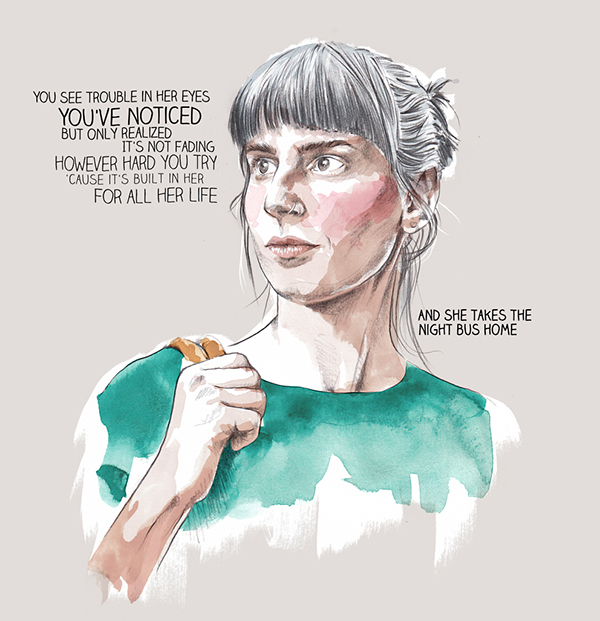 YOU SEE TROUBLE IN HER EYES
YOU'VE NOTICED
BUT ONLY REALIZED
IT'S NOT FADING
HOWEVER HARD YOU TRY
'CAUSE IT'S BUILT IN HER
FOR ALL HER LIFE
AND SHE TAKES THE
NIGHT BUS HOME